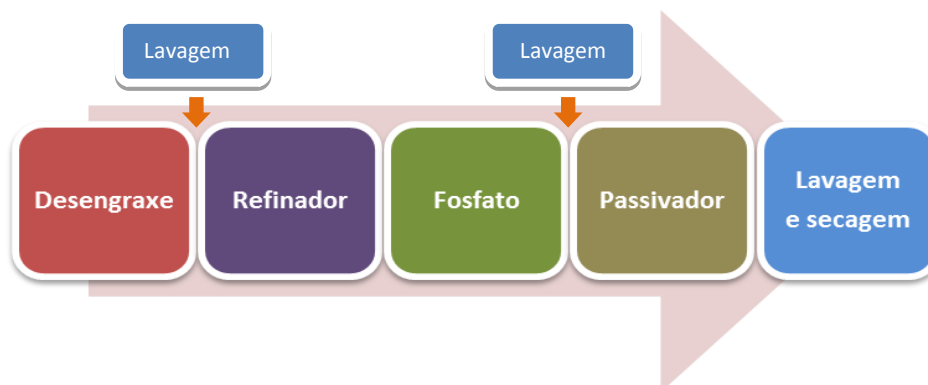 Lavagem
Lavagem
Desengraxe
Refinador
Fosfato
Passivador
Lavagem
e secagem